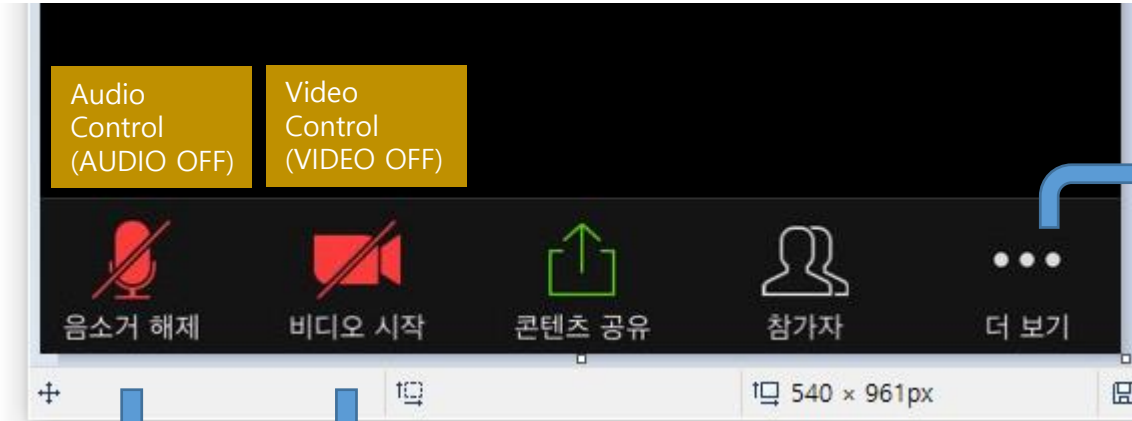 Audio
Control
(AUDIO OFF)
Video
Control
(VIDEO OFF)
음소거 해제
비디오 시작
콘텐츠 공유
참가자
더 보기
540 × 961px